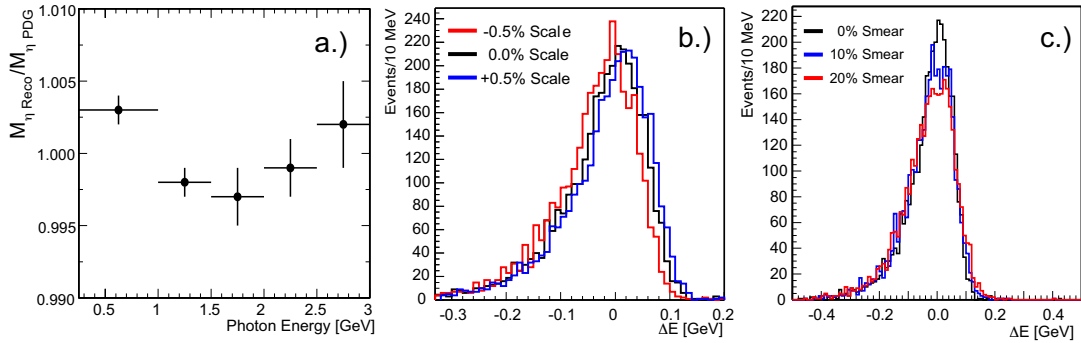 a.)
M η Reco / M η PDG
1.010
1.005
1.000
0.995
0.990
0.5 1 1.5 2 2.5 3
Photon Energy [GeV]
b.)
Events/10 MeV
-0.5% Scale
0.0% Scale
+0.5% Scale
240
220
200
180
160
140
120
100
80
60
40
20
0
-0.3 -0.2 -0.1 0 0.1 0.2
ΔE [GeV]
c.)
Events/10 MeV
0% Smear
10% Smear
20% Smear
220
200
180
160
140
120
100
80
60
40
20
0
-0.4 -0.2 0.0 0.2 0.4
ΔE [GeV]